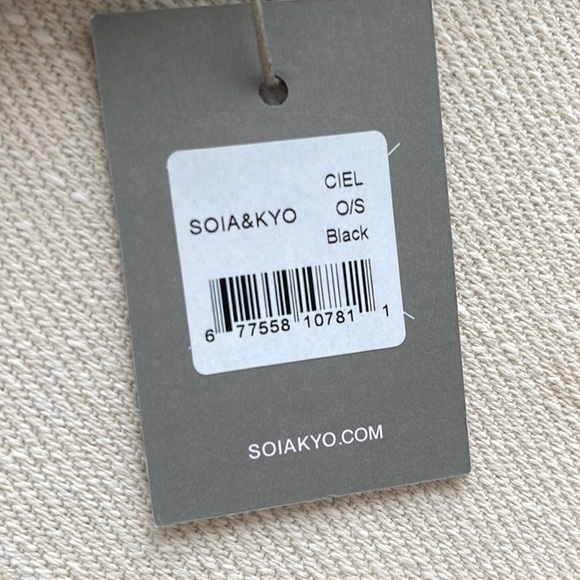 CIEL
SOIA&KYO O/S
Black
6 77558 10781 1
SOIAKYO.COM